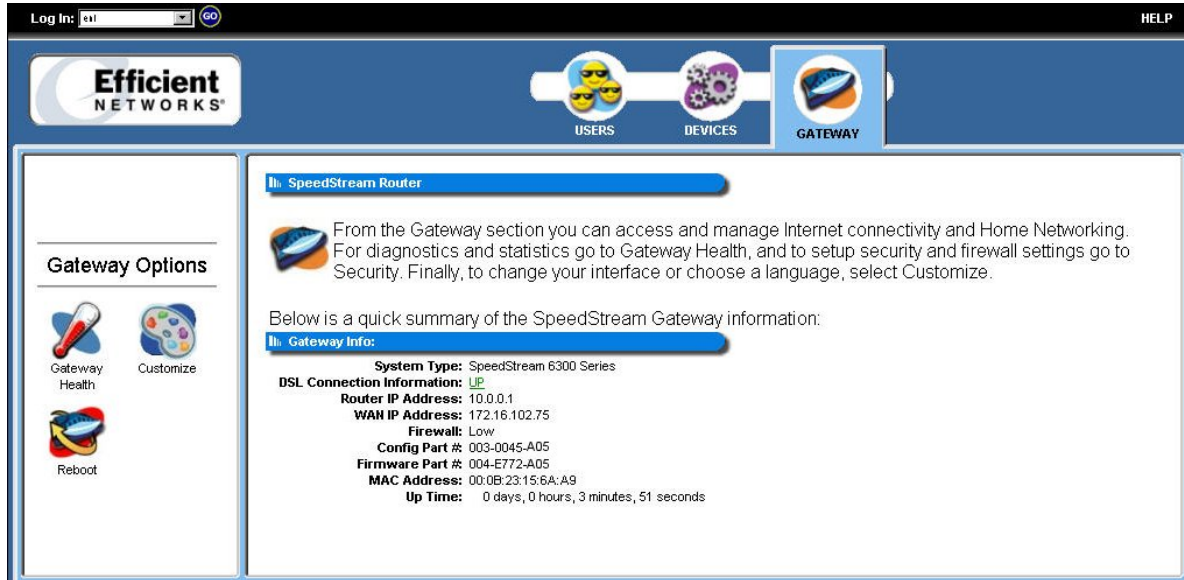 Log In:
GO
HELP
Efficient
NETWORKS®
USERS
DEVICES
GATEWAY
Gateway Options
Gateway
Health
Customize
Reboot
SpeedStream Router
From the Gateway section you can access and manage Internet connectivity and Home Networking.
For diagnostics and statistics go to Gateway Health, and to setup security and firewall settings go to
Security. Finally, to change your interface or choose a language, select Customize.
Below is a quick summary of the SpeedStream Gateway information:
Gateway Info:
System Type: SpeedStream 6300 Series
DSL Connection Information: UP
Router IP Address: 10.0.0.1
WAN IP Address: 172.16.102.75
Firewall: Low
Config Part #: 003-0045-A05
Firmware Part #: 004-E772-A05
MAC Address: 00:0B:23:15:6A:A9
Up Time: 0 days, 0 hours, 3 minutes, 51 seconds